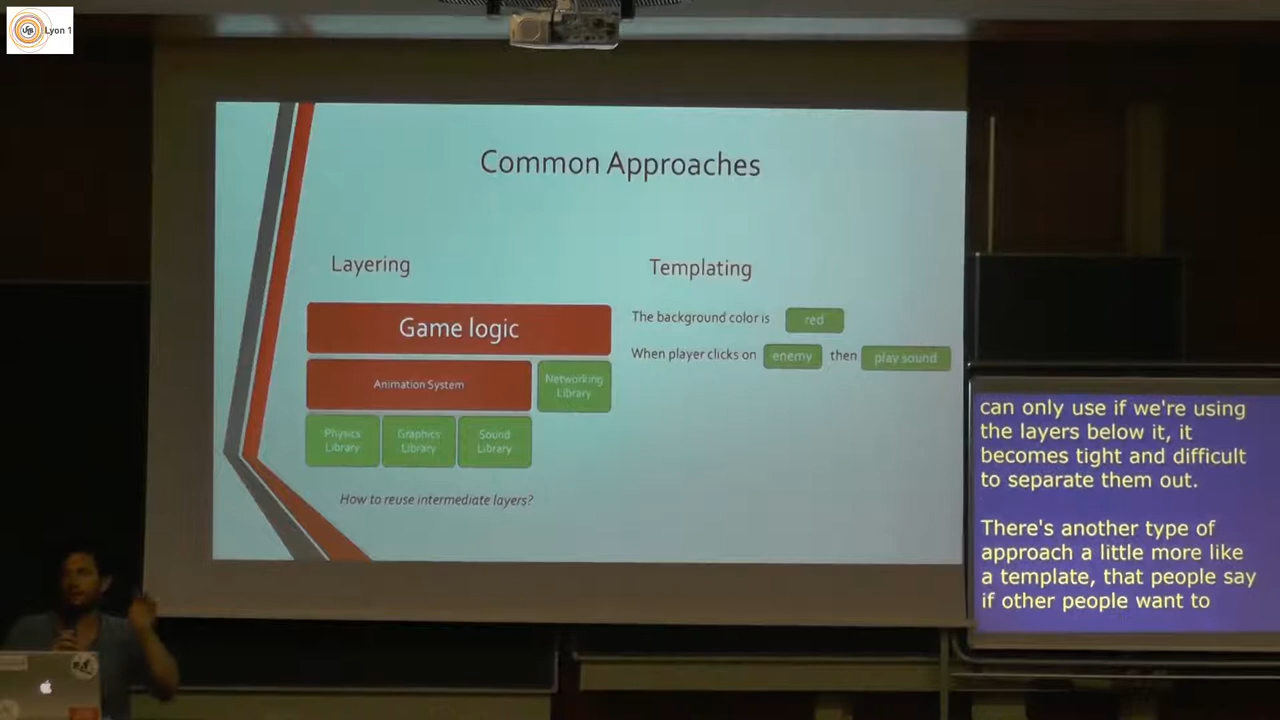 Lyon 1
Common Approaches
Layering
Game logic
Animation System
Networking
Library
Physics
Library
Graphics
Library
Sound
Library
How to reuse intermediate layers?
Templating
The background color is red
When player clicks on enemy then play sound
can only use if we're using
the layers below it, it
becomes tight and difficult
to separate them out.
There's another type of
approach a little more like
a template, that people say
if other people want to